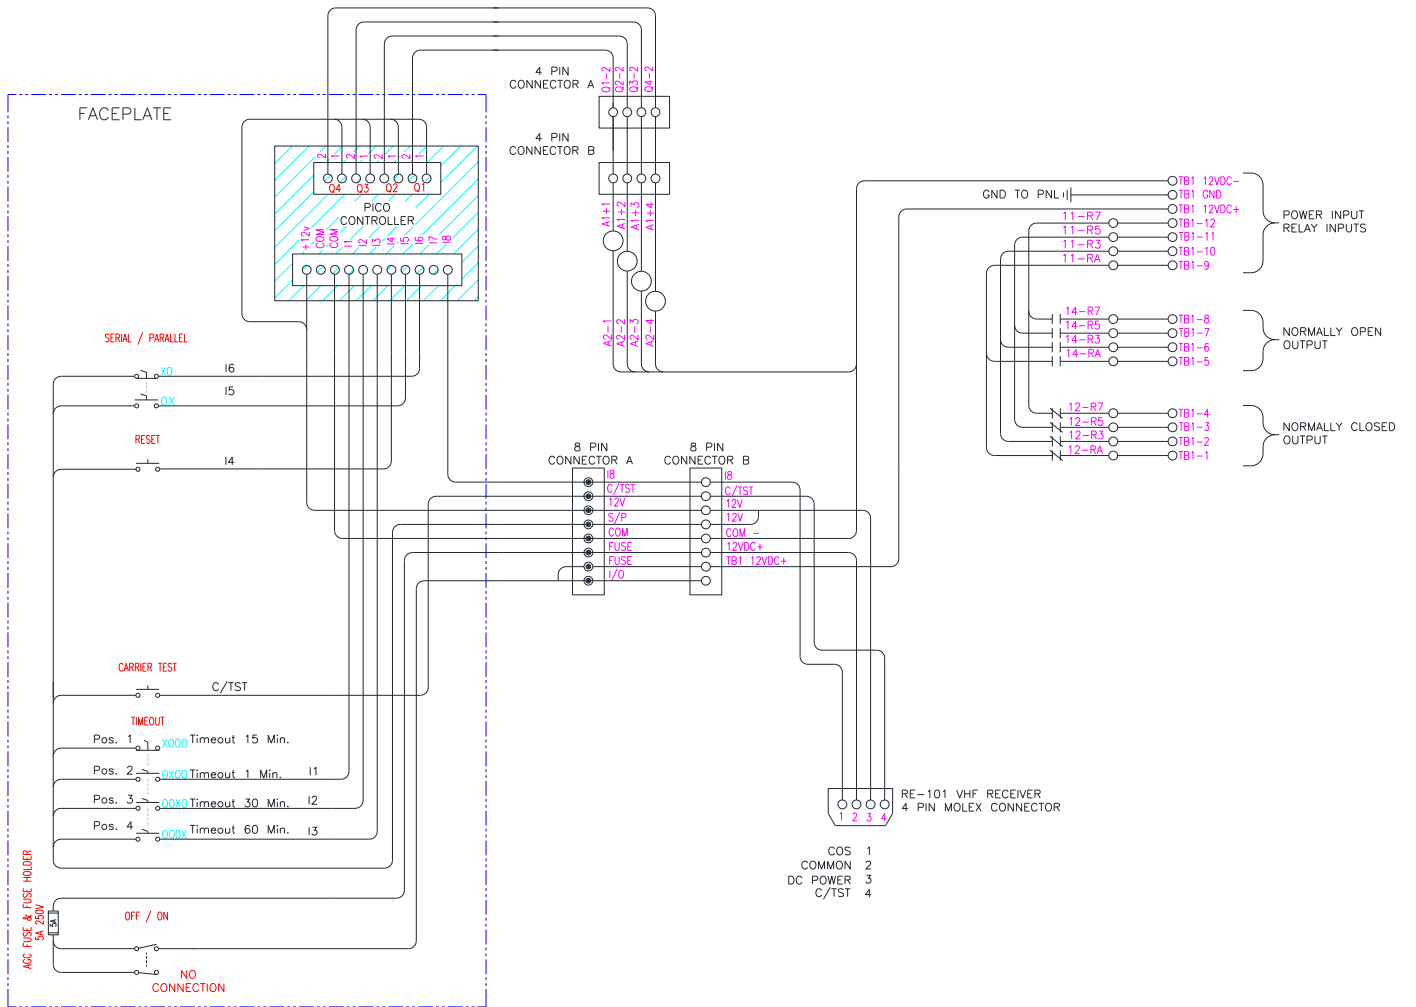 4 PIN
CONNECTOR A
Q1-2
Q2-2
Q3-2
Q4-2
FACEPLATE
4 PIN
CONNECTOR B
2
1
2
1
2
1
2
1
Q4
Q3
Q2
Q1
PICO
CONTROLLER
+12v
COM
COM
I1
I2
I3
I4
I5
I6
I7
I8
A1+1
A1+2
A1+3
A1+4
A2-1
A2-2
A2-3
A2-4
TB1 12VDC-
GND TO PNL
TB1 GND
TB1 12VDC+
11-R7
TB1-12
11-R5
TB1-11
11-R3
TB1-10
11-RA
TB1-9
POWER INPUT
RELAY INPUTS
14-R7
TB1-8
14-R5
TB1-7
14-R3
TB1-6
14-RA
TB1-5
NORMALLY OPEN
OUTPUT
12-R7
TB1-4
12-R5
TB1-3
12-R3
TB1-2
12-RA
TB1-1
NORMALLY CLOSED
OUTPUT
SERIAL / PARALLEL
XO
I6
OX
I5
RESET
I4
8 PIN
CONNECTOR A
I8
C/TST
12V
S/P
COM
FUSE
FUSE
I/O
8 PIN
CONNECTOR B
I8
C/TST
12V
12V
COM -
12VDC+
TB1 12VDC+
CARRIER TEST
C/TST
TIMEOUT
Pos. 1
XOOO
Timeout 15 Min.
Pos. 2
OXOO
Timeout 1 Min.
I1
Pos. 3
OOXO
Timeout 30 Min.
I2
Pos. 4
OOOX
Timeout 60 Min.
I3
RE-101 VHF RECEIVER
4 PIN MOLEX CONNECTOR
1 2 3 4
COS 1
COMMON 2
DC POWER 3
C/TST 4
AGC FUSE & FUSE HOLDER
5A 250V
5A
OFF / ON
NO
CONNECTION